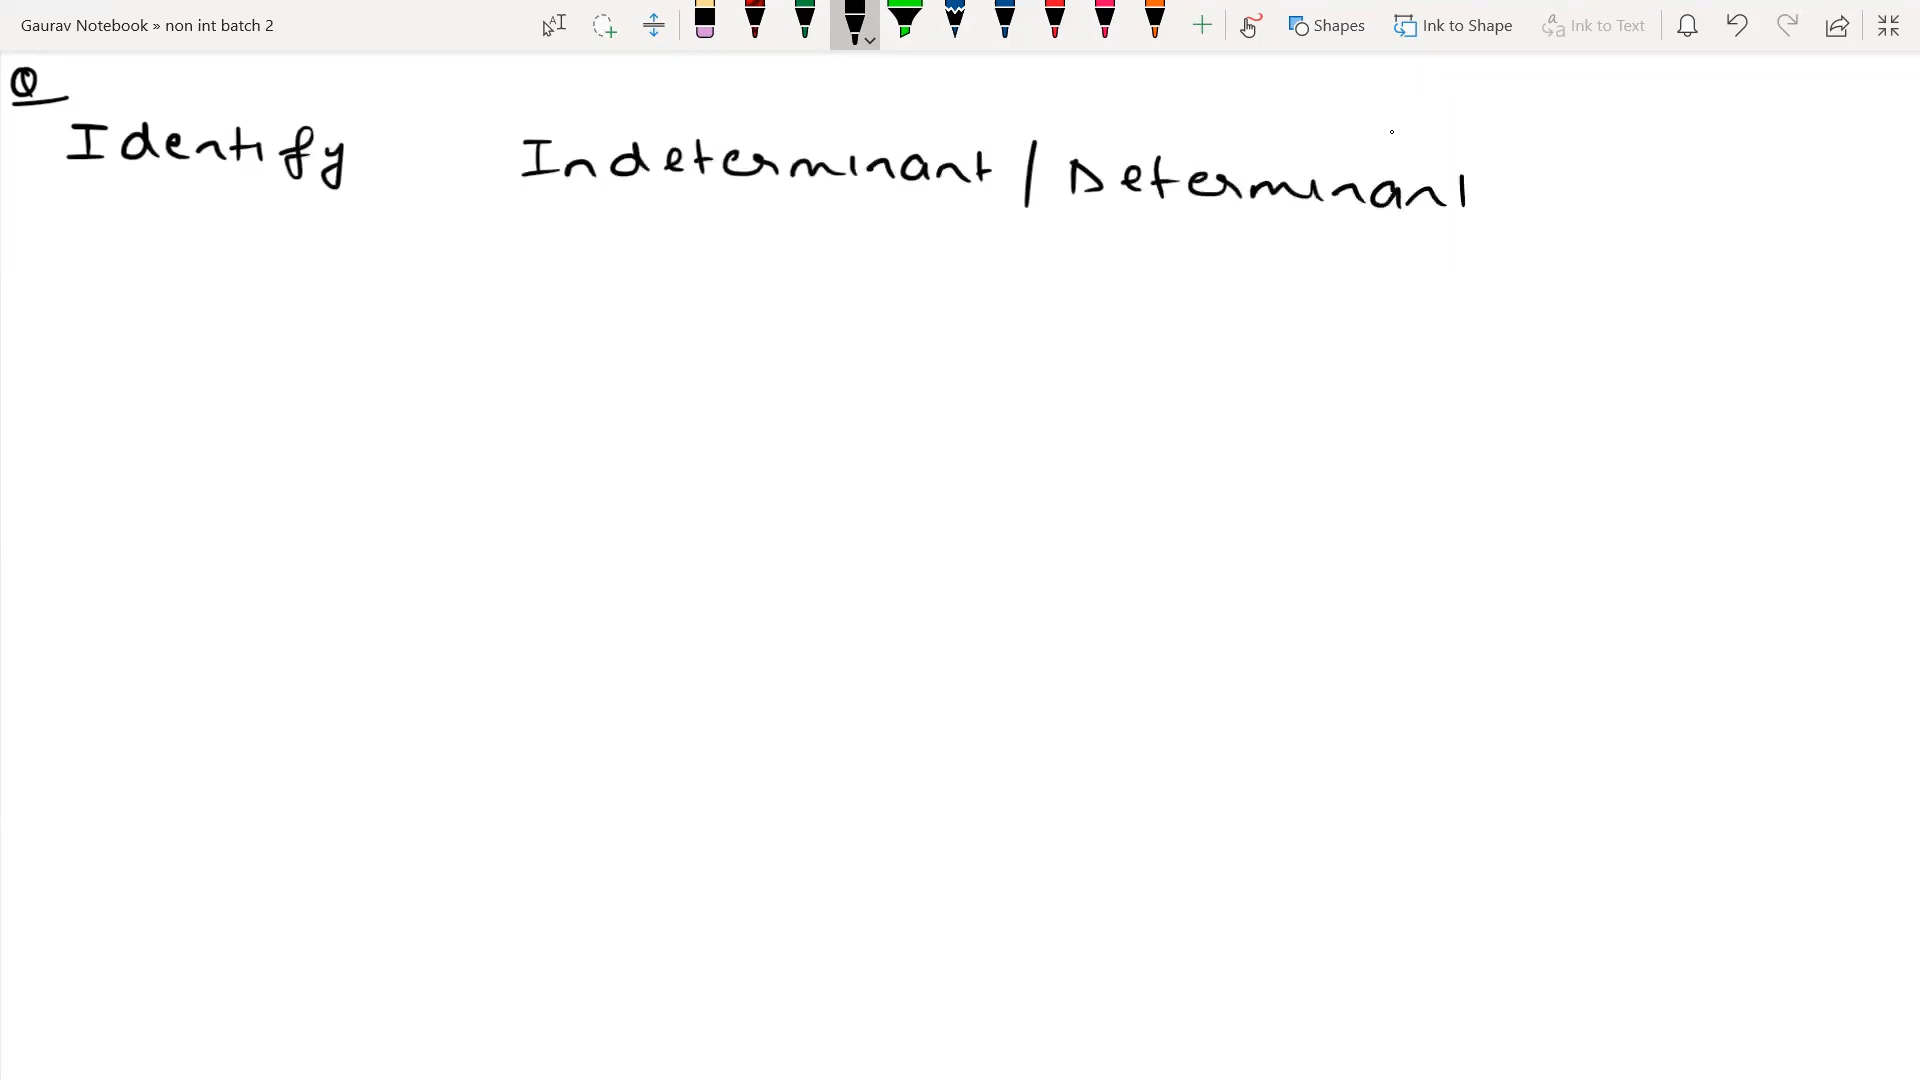 Gaurav Notebook » non int batch 2
Shapes
Ink to Shape
Ink to Text
Q
Identify Indeterminant / Determinant